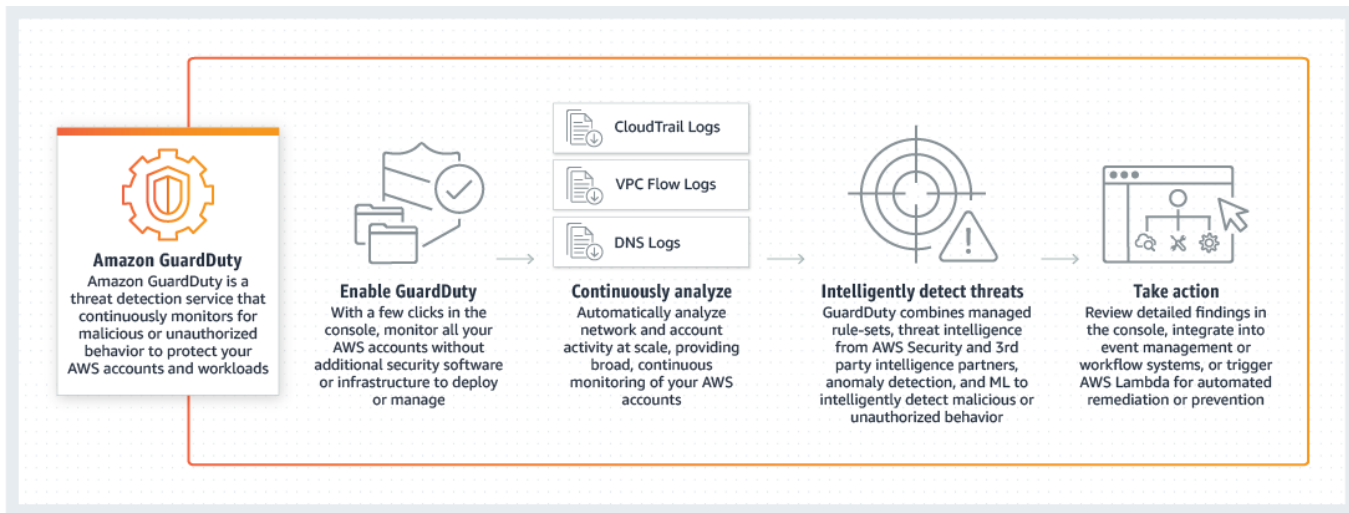 Amazon GuardDuty
Amazon GuardDuty is a
threat detection service that
continuously monitors for
malicious or unauthorized
behavior to protect your
AWS accounts and workloads
Enable GuardDuty
With a few clicks in the
console, monitor all your
AWS accounts without
additional security software
or infrastructure to deploy
or manage
CloudTrail Logs
VPC Flow Logs
DNS Logs
Continuously analyze
Automatically analyze
network and account
activity at scale, providing
broad, continuous
monitoring of your AWS
accounts
Intelligently detect threats
GuardDuty combines managed
rule-sets, threat intelligence
from AWS Security and 3rd
party intelligence partners,
anomaly detection, and ML to
intelligently detect malicious or
unauthorized behavior
Take action
Review detailed findings in
the console, integrate into
event management or
workflow systems, or trigger
AWS Lambda for automated
remediation or prevention